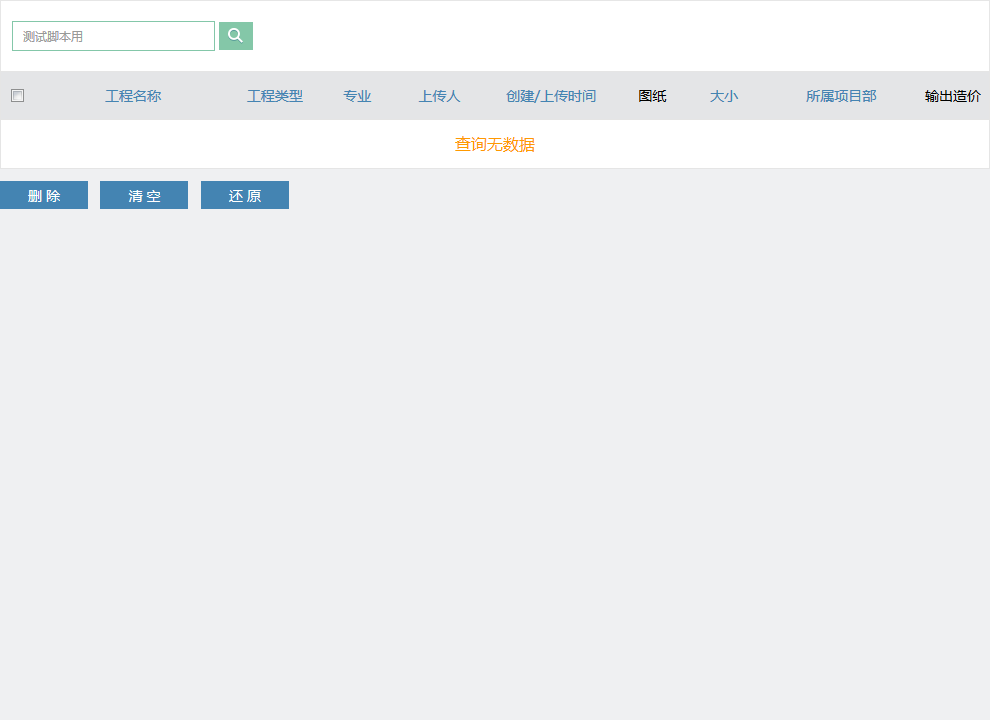 测试脚本用
工程名称 工程类型 专业 上传人 创建/上传时间 图纸 大小 所属项目部 输出造价
查询无数据
删 除 清 空 还 原